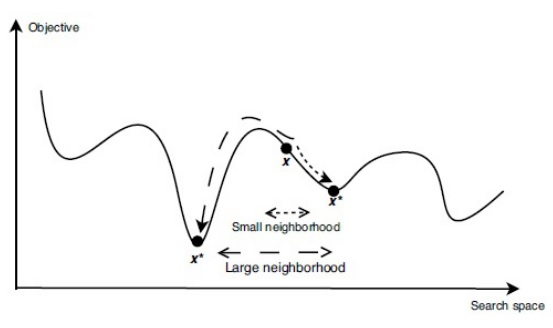 Objective
x
x*
Small neighborhood
x*
Large neighborhood
Search space